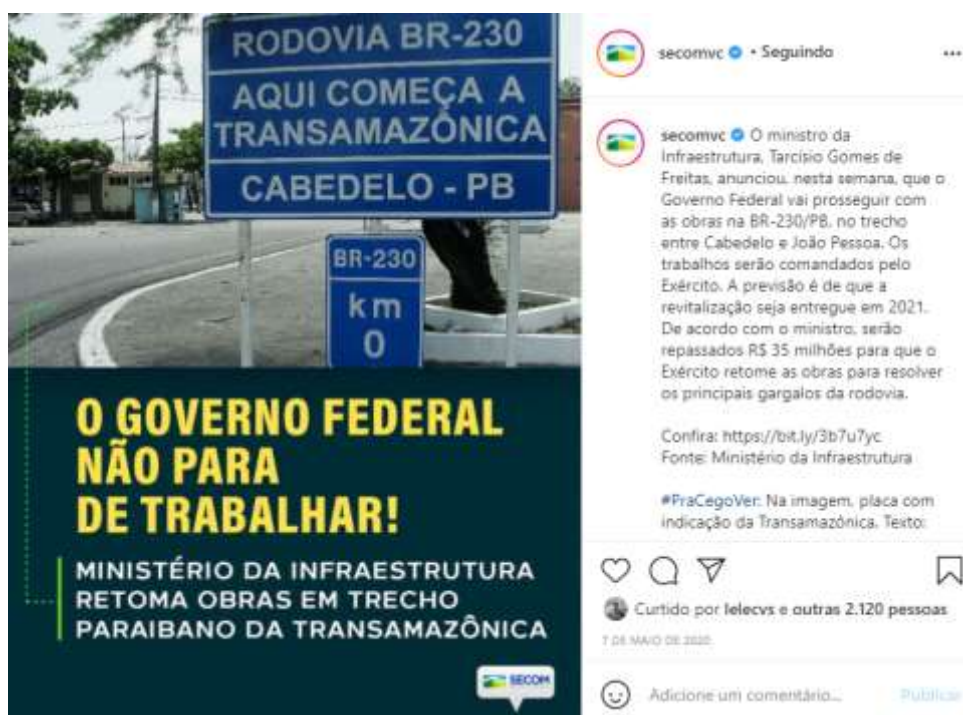 RODOVIA BR-230
AQUI COMEÇA A
TRANSAMAZÔNICA
CABEDELO - PB
BR-230
km
0
O GOVERNO FEDERAL
NÃO PARA
DE TRABALHAR!
MINISTÉRIO DA INFRAESTRUTURA
RETOMA OBRAS EM TRECHO
PARAIBANO DA TRANSAMAZÔNICA
SECOM
secomvc • Seguindo
secomvc O ministro da
Infraestrutura, Tarcísio Gomes de
Freitas, anunciou, nesta semana, que o
Governo Federal vai prosseguir com
as obras na BR-230/PB, no trecho
entre Cabedelo e João Pessoa. Os
trabalhos serão comandados pelo
Exército. A previsão é de que a
revitalização seja entregue em 2021.
De acordo com o ministro, serão
repassados R$ 35 milhões para que o
Exército retome as obras para resolver
os principais gargalos da rodovia.
Confira: https://bit.ly/3b7u7yc
Fonte: Ministério da Infraestrutura
#PraCegoVer: Na imagem, placa com
indicação da Transamazônica. Texto:
Curtido por lelecvs e outras 2.120 pessoas
7 DE MAIO DE 2020
Adicione um comentário... Publicar